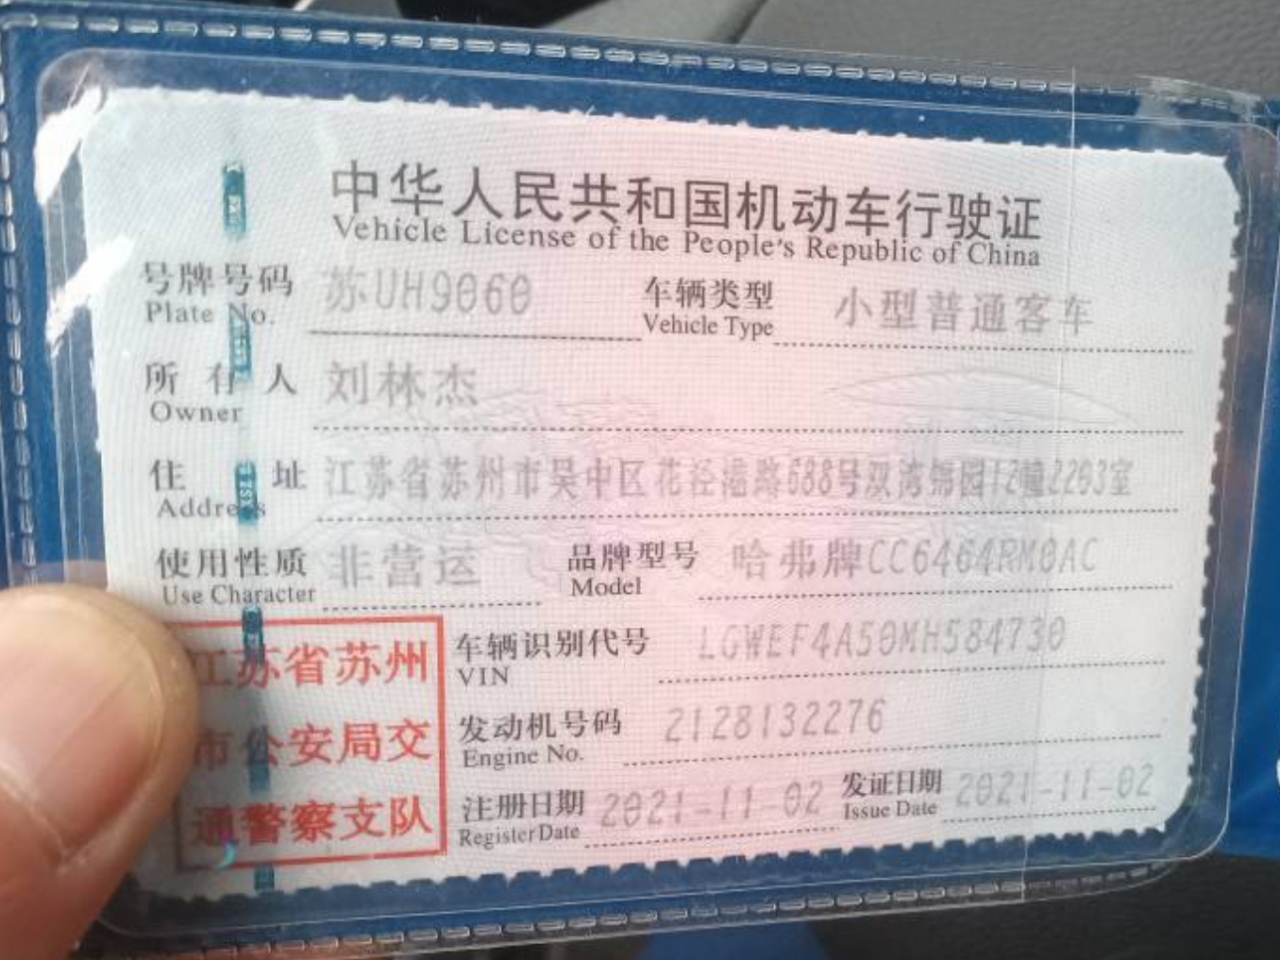 中华人民共和国机动车行驶证
Vehicle License of the People's Republic of China
号牌号码 苏UH9060 车辆类型 小型普通客车
Plate No. Vehicle Type
所有人 刘林杰
Owner
住址 江苏省苏州市吴中区花径港路688号双湾锦园12幢2203室
Address
使用性质 非营运 品牌型号 哈弗牌CC6464RM0AC
Use Character Model
江苏省苏州
市公安局交
通警察支队
车辆识别代号 LGWEF4A50MH584730
VIN
发动机号码 2128132276
Engine No.
注册日期 2021-11-02 发证日期 2021-11-02
Register Date Issue Date